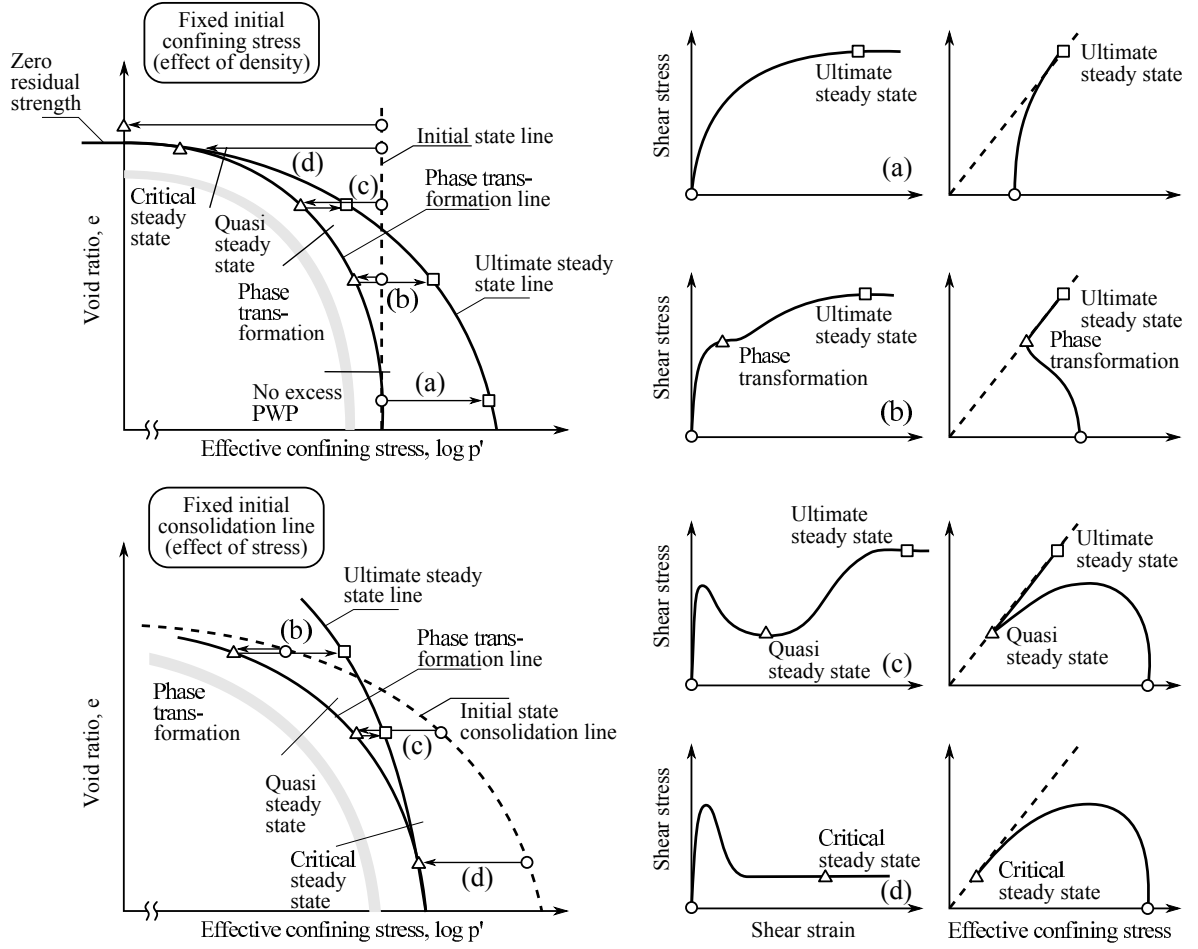 Fixed initial
confining stress
(effect of density)
Zero
residual
strength
Initial state line
(d)
(c)
Phase trans-
formation line
Critical
steady
state
Quasi
steady
state
Ultimate steady
state line
(b)
Phase
trans-
formation
No excess
PWP
(a)
Void ratio, e
Effective confining stress, log p'
Fixed initial
consolidation line
(effect of stress)
Ultimate steady
state line
(b)
Phase trans-
formation line
Phase
trans-
formation
Initial state
consolidation line
(c)
Quasi
steady
state
Critical
steady
state
(d)
Void ratio, e
Effective confining stress, log p'
Shear stress
Ultimate
steady state
(a)
Ultimate
steady state
Shear stress
Ultimate
steady state
Phase
transformation
(b)
Ultimate
steady state
Phase
transformation
Shear stress
Ultimate
steady state
Quasi
steady state
(c)
Ultimate
steady state
Quasi
steady state
Shear stress
Critical
steady state
(d)
Shear strain
Critical
steady state
Effective confining stress